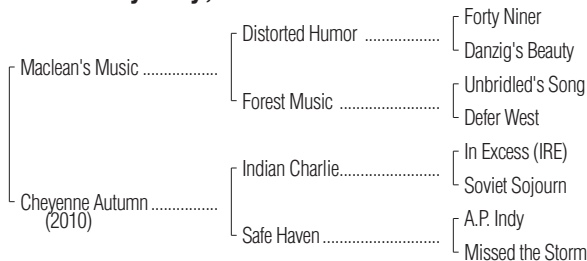 Forty Niner
Distorted Humor ..................
Danzig's Beauty
Maclean's Music ..................
Unbridled's Song
Forest Music ........................
Defer West
In Excess (IRE)
Indian Charlie........................
Soviet Sojourn
Cheyenne Autumn ................
(2010)
A.P. Indy
Safe Haven............................
Missed the Storm